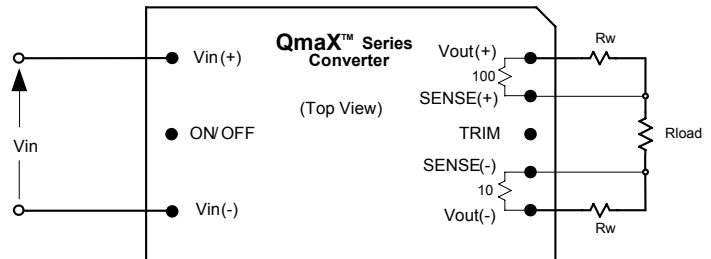 QmaX™ Series
Converter
(Top View)
Vin(+)
ON/OFF
Vin(-)
Vin
Vout(+)
100
SENSE(+)
TRIM
SENSE(-)
10
Vout(-)
Rw
Rload
Rw